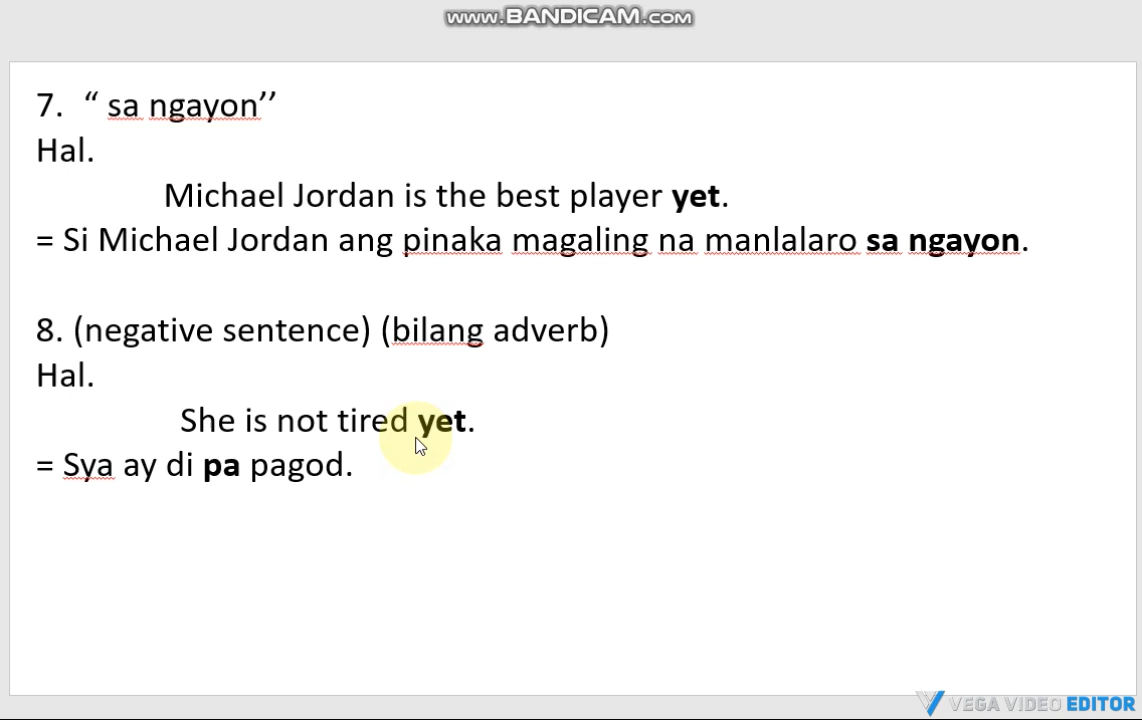 www.BANDICAM.com
7. “ sa ngayon’’
Hal.
Michael Jordan is the best player yet.
= Si Michael Jordan ang pinaka magaling na manlalaro sa ngayon.
8. (negative sentence) (bilang adverb)
Hal.
She is not tired yet.
= Sya ay di pa pagod.
VEGA VIDEO EDITOR